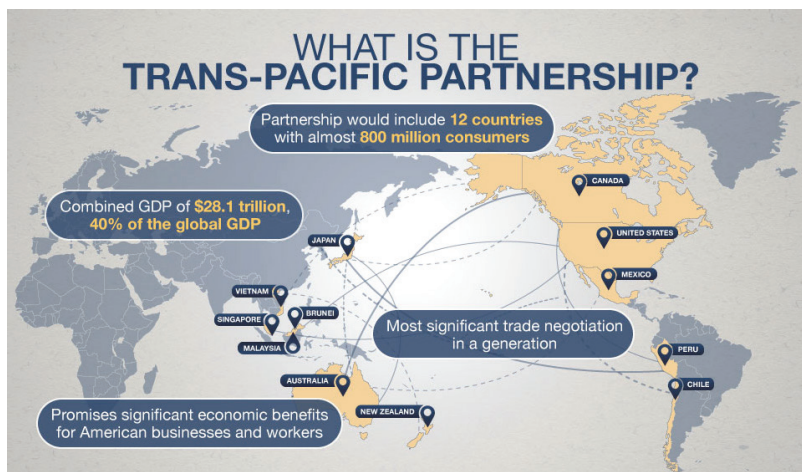 WHAT IS THE
TRANS-PACIFIC PARTNERSHIP?
Partnership would include 12 countries
with almost 800 million consumers
CANADA
Combined GDP of $28.1 trillion,
40% of the global GDP
UNITED STATES
JAPAN
MEXICO
VIETNAM
BRUNEI
SINGAPORE
MALAYSIA
Most significant trade negotiation
in a generation
PERU
AUSTRALIA
CHILE
NEW ZEALAND
Promises significant economic benefits
for American businesses and workers